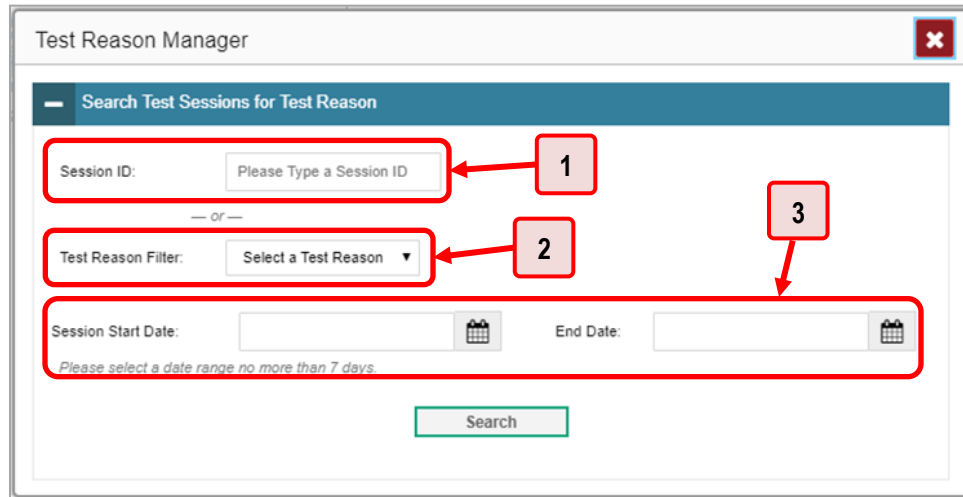 Test Reason Manager
Search Test Sessions for Test Reason
Session ID: Please Type a Session ID
1
— or —
3
Test Reason Filter: Select a Test Reason
2
Session Start Date: End Date:
Please select a date range no more than 7 days.
Search